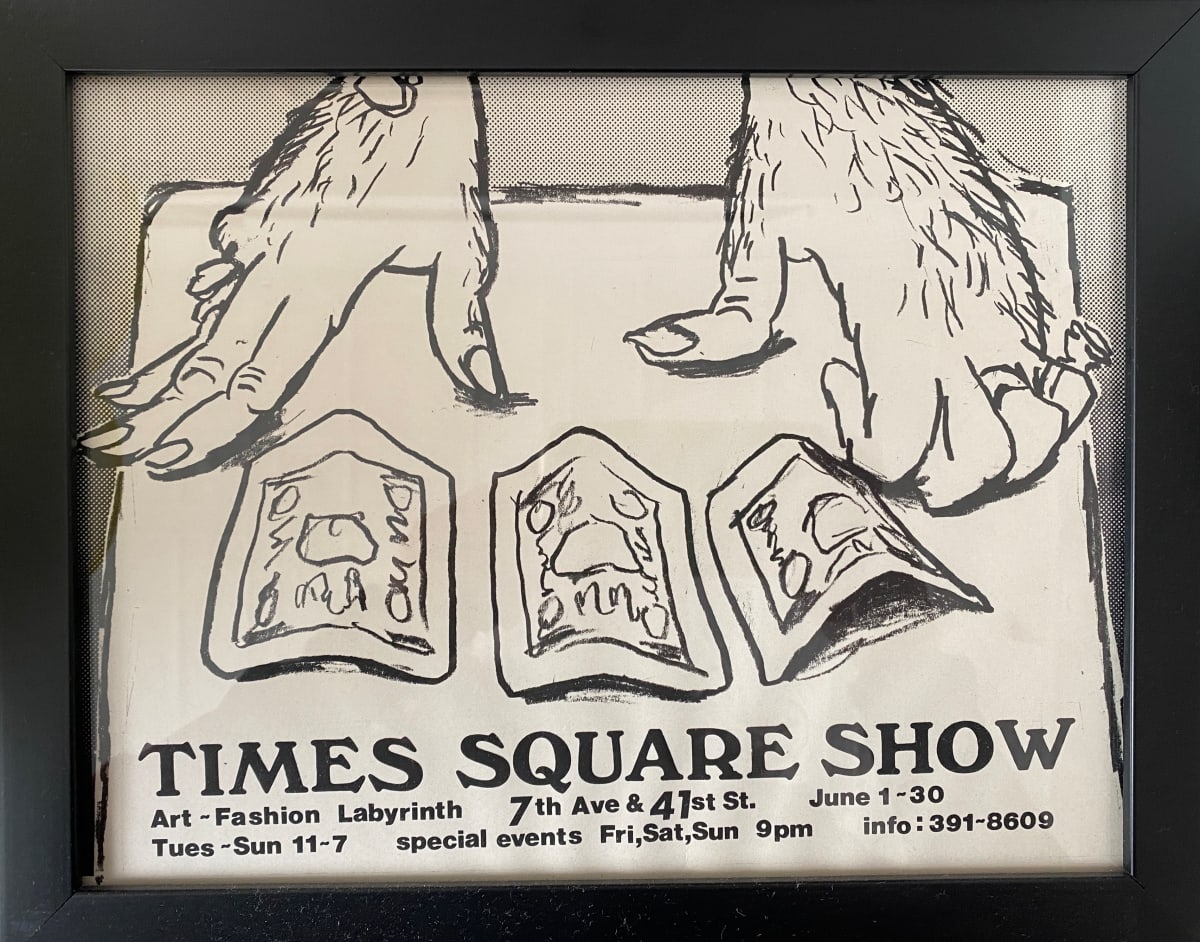 TIMES SQUARE SHOW
Art ~ Fashion Labyrinth 7th Ave & 41st St. June 1~30
Tues ~ Sun 11~7 special events Fri,Sat,Sun 9pm info: 391~8609